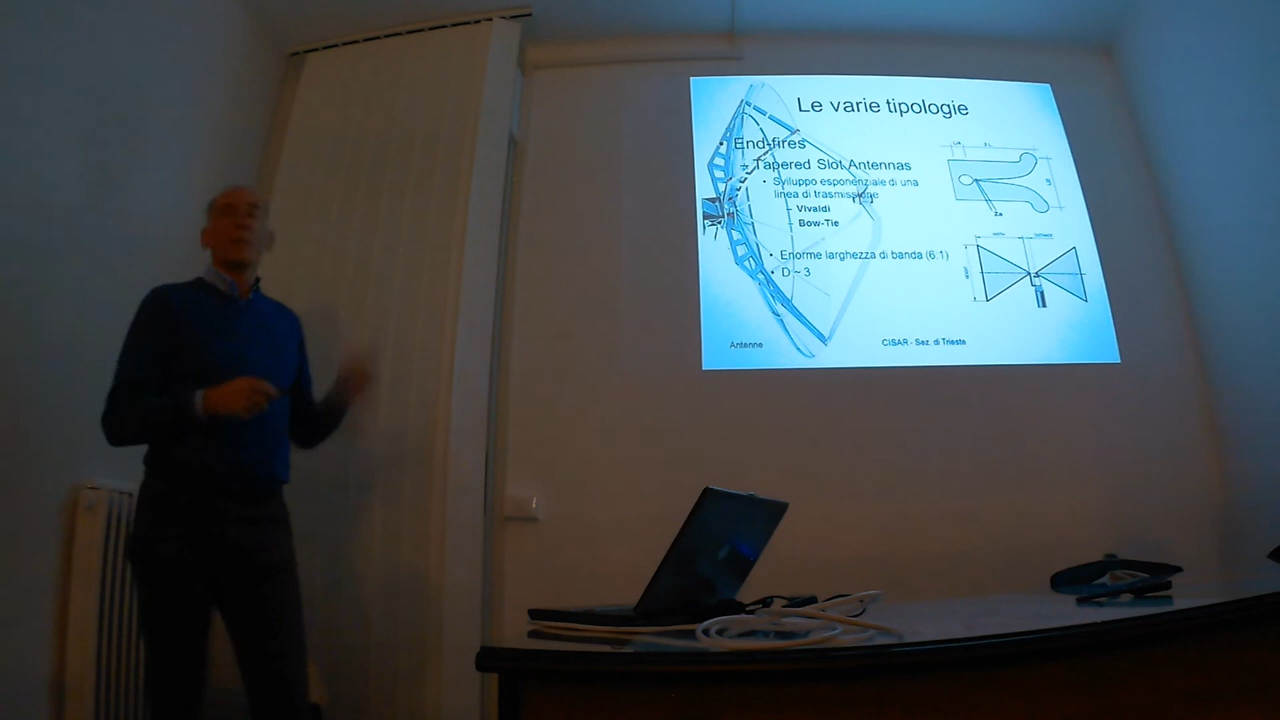 Le varie tipologie
• End-fires
– Tapered Slot Antennas
• Sviluppo esponenziale di una
linea di trasmissione
– Vivaldi
– Bow-Tie
• Enorme larghezza di banda (6:1)
• D ~ 3
Antenne
CISAR - Sez. di Trieste